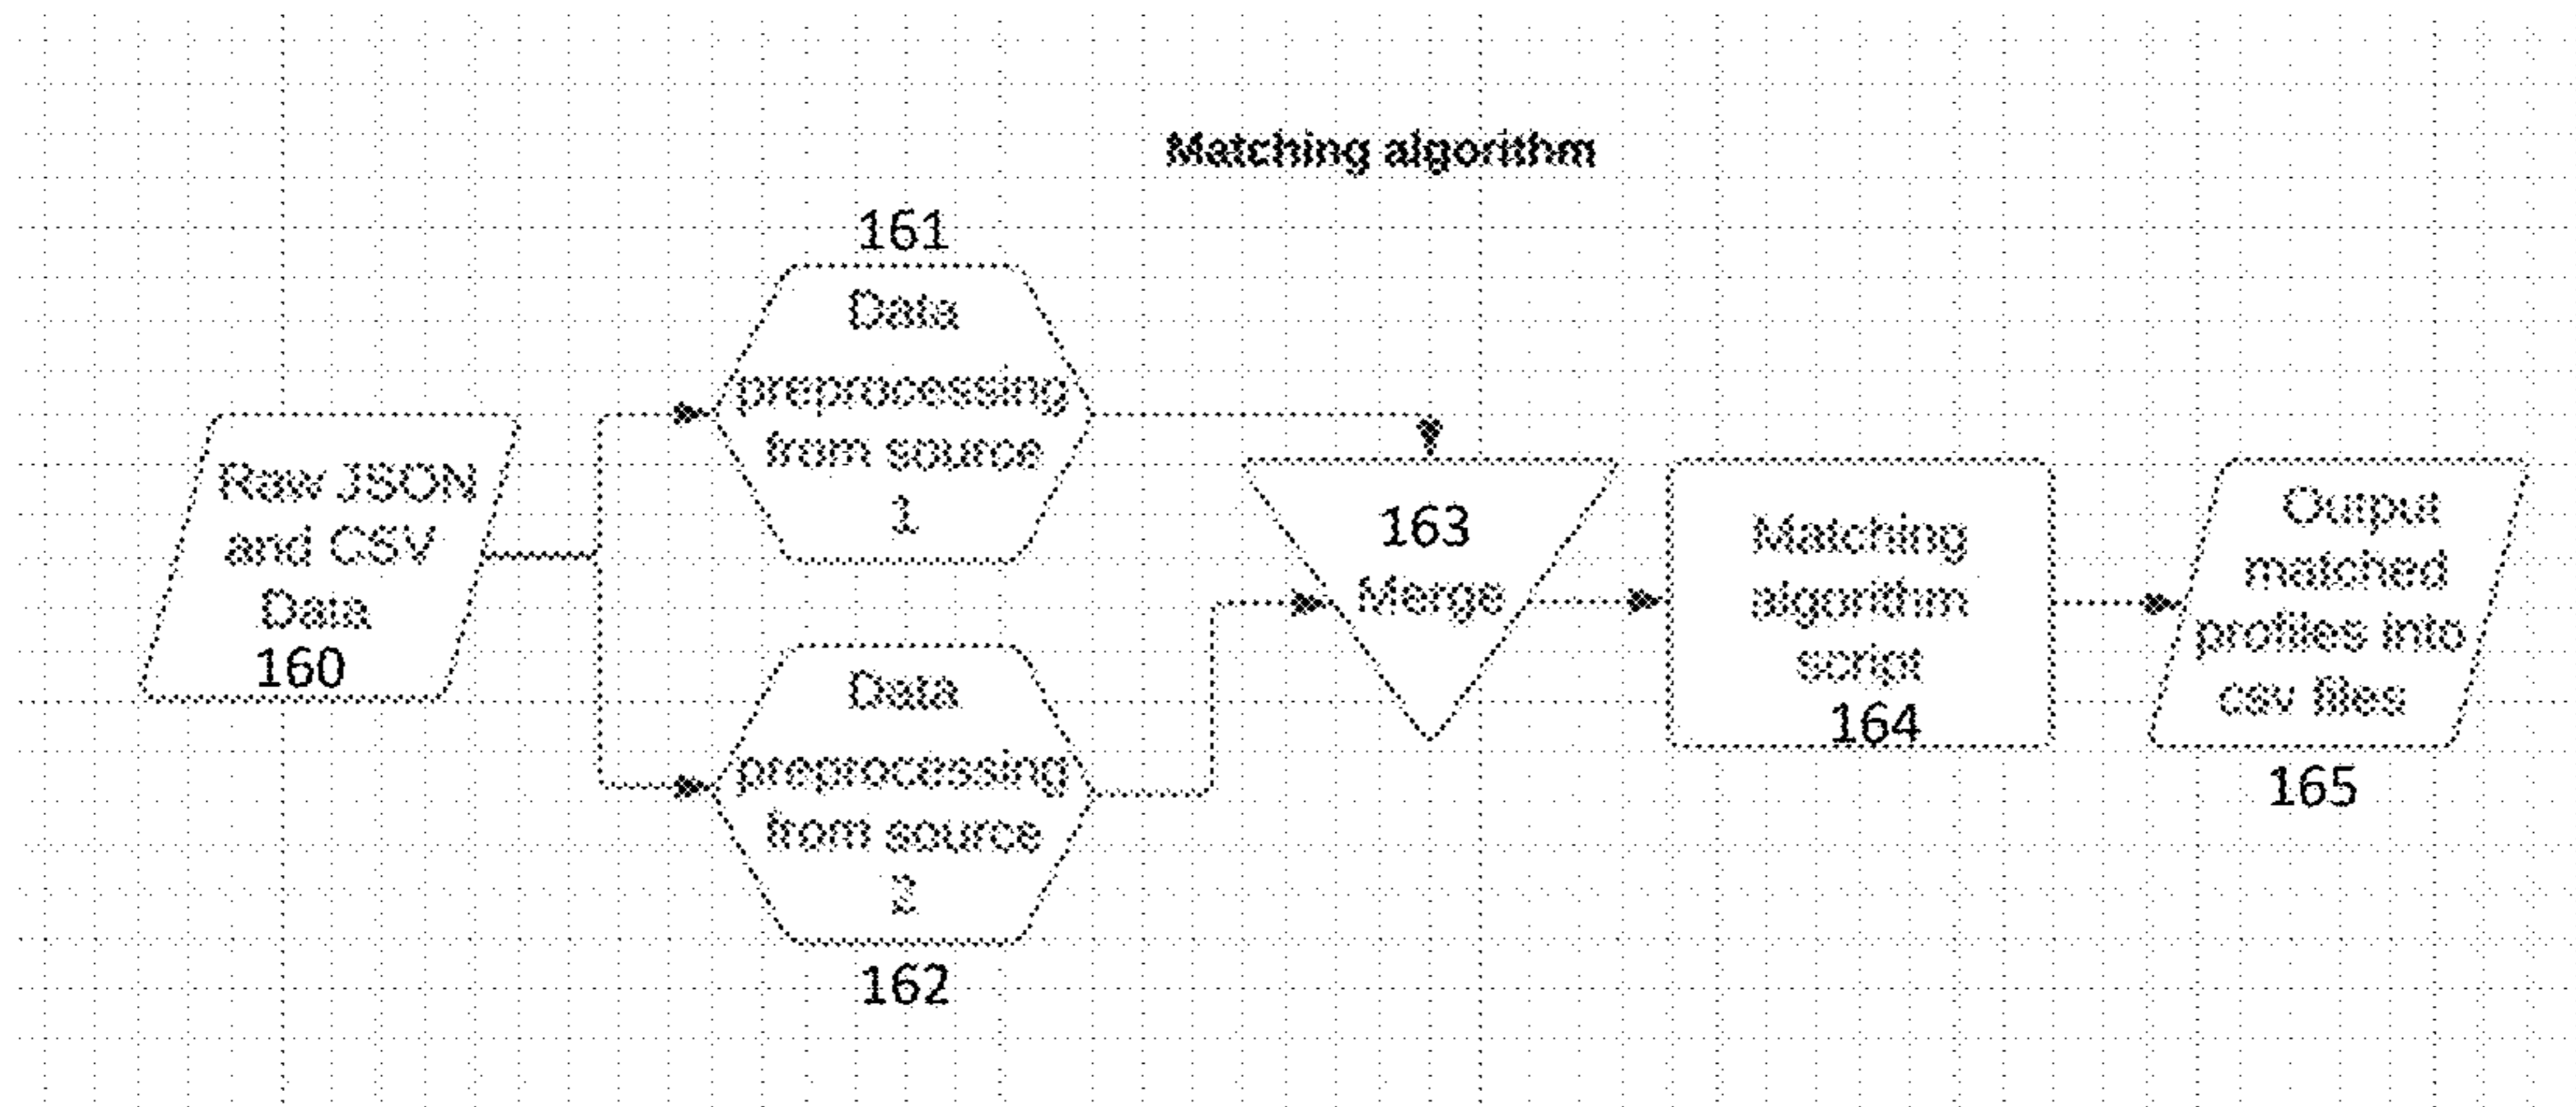 Matching algorithm
Raw JSON
and CSV
Data
160
161
Data
preprocessing
from source
1
Data
preprocessing
from source
2
162
163
Merge
Matching
algorithm
script
164
Output
matched
profiles into
csv files
165